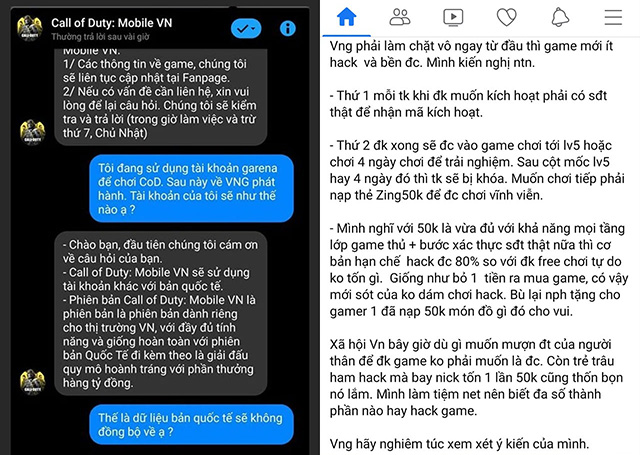 Call of Duty: Mobile VN
Thường trả lời sau vài giờ
Mobile VN.
1/ Các thông tin về game, chúng tôi
sẽ liên tục cập nhật tại Fanpage.
2/ Nếu có vấn đề cần liên hệ, xin vui
lòng để lại câu hỏi. Chúng tôi sẽ kiểm
tra và trả lời (trong giờ làm việc và trừ
thứ 7, Chủ Nhật)
Tôi đang sử dụng tài khoản garena
để chơi CoD. Sau này về VNG phát
hành. Tài khoản của tôi sẽ như thế
nào ạ ?
- Chào bạn, đầu tiên chúng tôi cám ơn
về câu hỏi của bạn.
- Call of Duty: Mobile VN sẽ sử dụng
tài khoản khác với bản quốc tế.
- Phiên bản Call of Duty: Mobile VN là
phiên bản là phiên bản dành riêng
cho thị trường VN, với đầy đủ tính
năng và giống hoàn toàn với phiên
bản Quốc Tế đi kèm theo là giải đấu
quy mô hoành tráng với phần thưởng
hàng tỷ đồng.
Thế là dữ liệu bản quốc tế sẽ không
đồng bộ về ạ ?
Vng phải làm chặt vô ngay từ đầu thì game mới ít
hack và bền đc. Mình kiến nghị ntn.
- Thứ 1 mỗi tk khi đk muốn kích hoạt phải có sđt
thật để nhận mã kích hoạt.
- Thứ 2 đk xong sẽ đc vào game chơi tới lv5 hoặc
chơi 4 ngày chơi để trải nghiệm. Sau cột mốc lv5
hay 4 ngày đó thì tk sẽ bị khóa. Muốn chơi tiếp phải
nạp thẻ Zing50k để đc chơi vĩnh viễn.
- Mình nghĩ với 50k là vừa đủ với khả năng mọi tầng
lớp game thủ + bước xác thực sđt thật nữa thì cơ
bản hạn chế hack đc 80% so với đk free chơi tự do
ko tốn gì. Giống như bỏ 1 tiền ra mua game, có vậy
mới sót của ko dám chơi hack. Bù lại nph tặng cho
gamer 1 đã nạp 50k món đồ gì đó cho vui.
Xã hội Vn bây giờ dù gì muốn mượn đt của người
thân để đk game ko phải muốn là đc. Còn trẻ trâu
ham hack mà bay nick tốn 1 lần 50k cũng thốn bọn
nó lắm. Mình làm tiệm net nên biết đa số thành
phần nào hay hack game.
Vng hãy nghiêm túc xem xét ý kiến của mình.